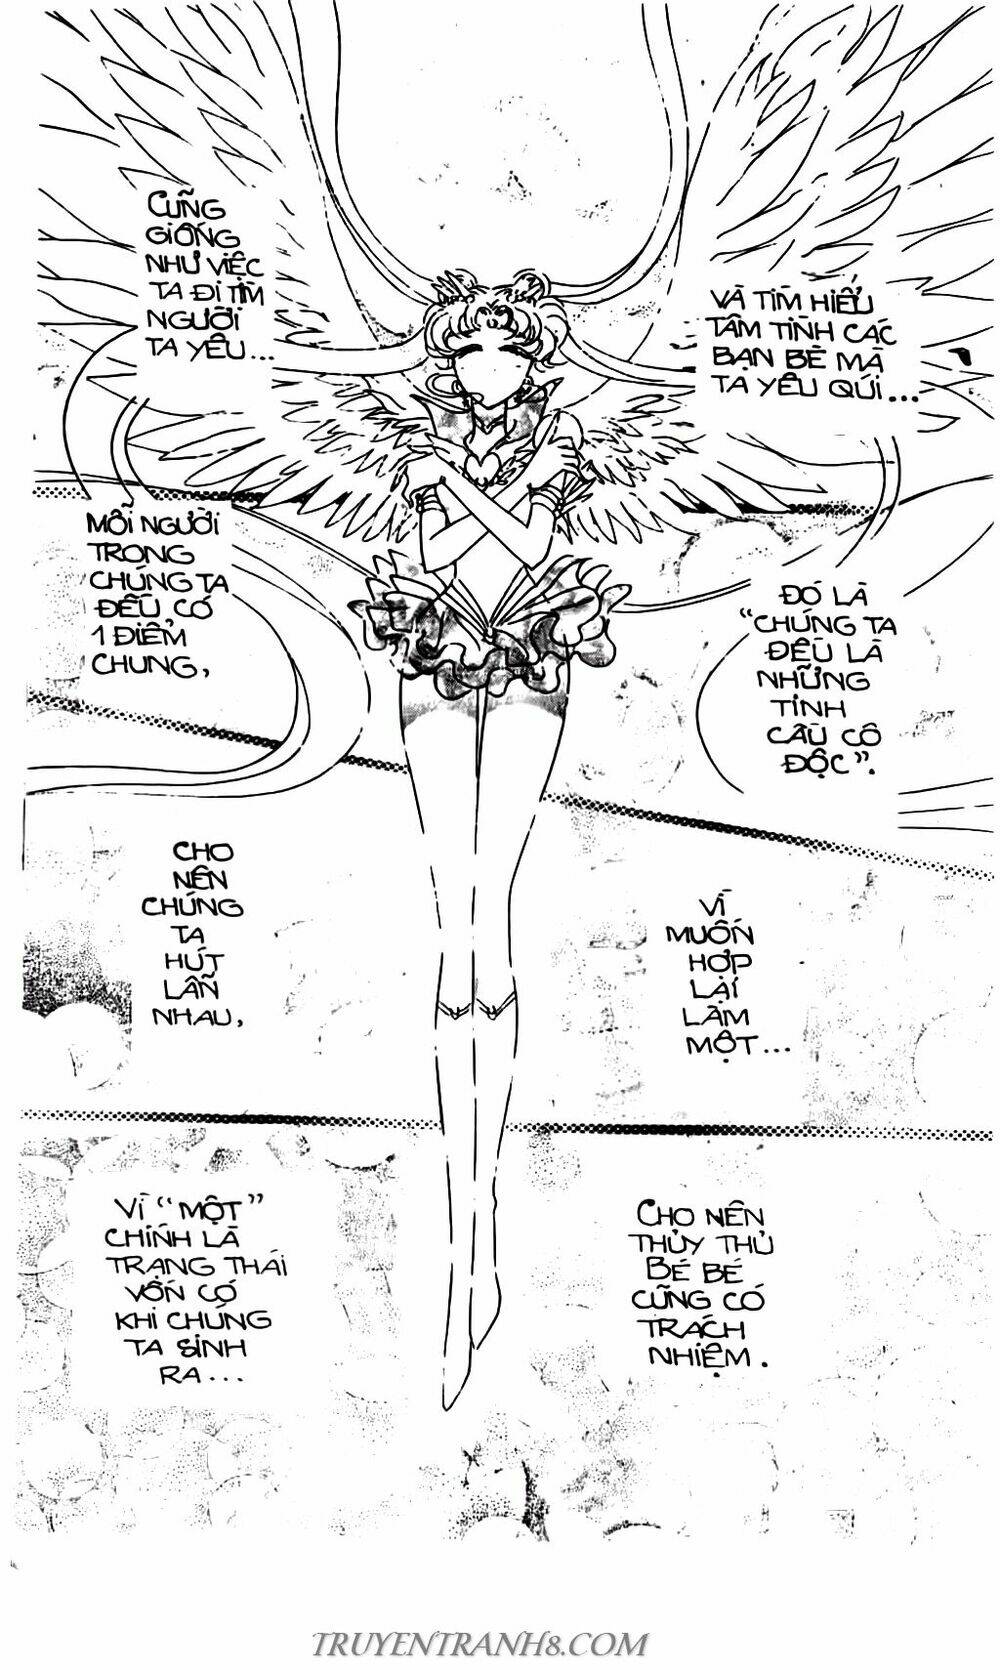 CŨNG
GIỐNG
NHƯ VIỆC
TA ĐI TÌM
NGƯỜI
TA YÊU...
VÀ TÌM HIỂU
TÂM TÌNH CÁC
BẠN BÈ MÀ
TA YÊU QÚI...
MỖI NGƯỜI
TRONG
CHÚNG TA
ĐỀU CÓ
1 ĐIỂM
CHUNG,
ĐÓ LÀ
"CHÚNG TA
ĐỀU LÀ
NHỮNG
TINH
CẦU CÔ
ĐỘC".
CHO
NÊN
CHÚNG
TA
HÚT
LẪN
NHAU,
VÌ
MUỐN
HỢP
LẠI
LÀM
MỘT...
VÌ "MỘT"
CHÍNH LÀ
TRẠNG THÁI
VỐN CÓ
KHI CHÚNG
TA SINH
RA...
CHO NÊN
THỦY THỦ
BÉ BÉ
CŨNG CÓ
TRÁCH
NHIỆM.
TRUYENTRANH8.COM